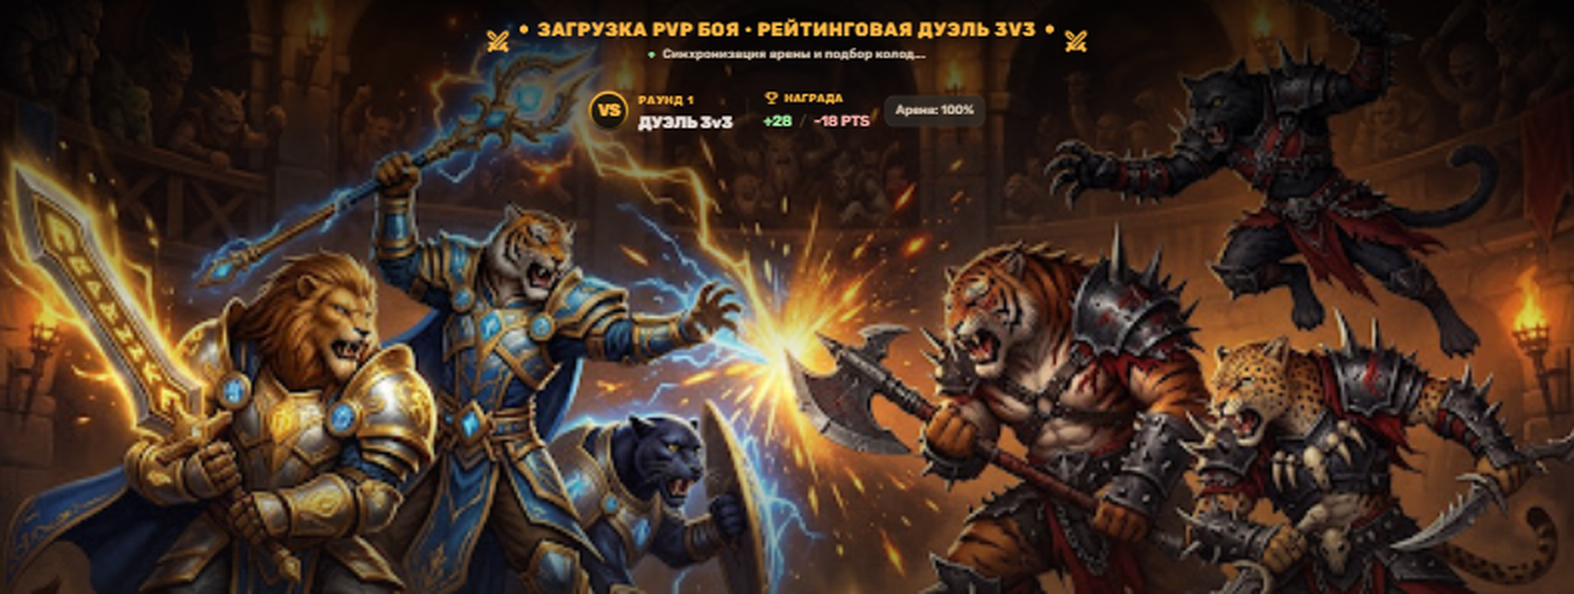 • ЗАГРУЗКА PVP БОЯ • РЕЙТИНГОВАЯ ДУЭЛЬ 3V3 •
Синхронизация арены и подбор колод...
VS
РАУНД 1
ДУЭЛЬ 3v3
НАГРАДА
+28 / -18 PTS
Арена: 100%